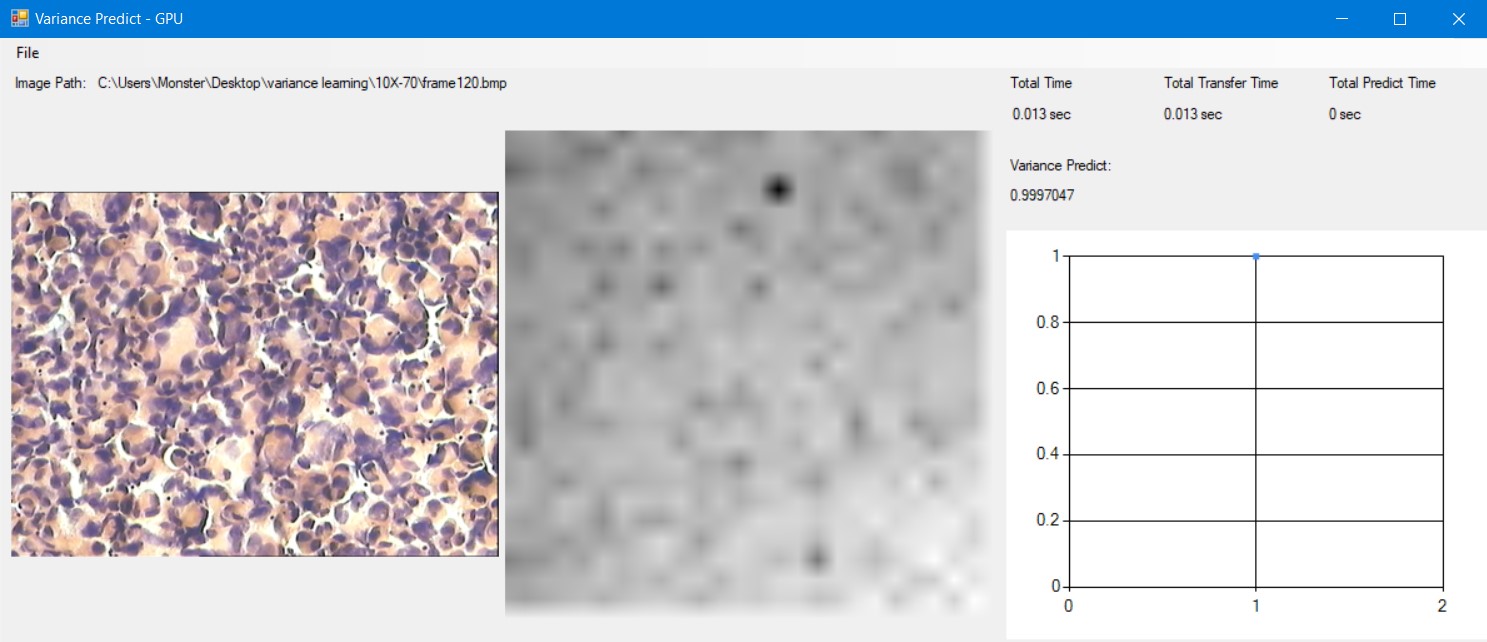 Variance Predict - GPU
File
Image Path: C:\Users\Monster\Desktop\variance learning\10X-70\frame120.bmp
Total Time Total Transfer Time Total Predict Time
0.013 sec 0.013 sec 0 sec
Variance Predict:
0.9997047
1
0.8
0.6
0.4
0.2
0
0 1 2